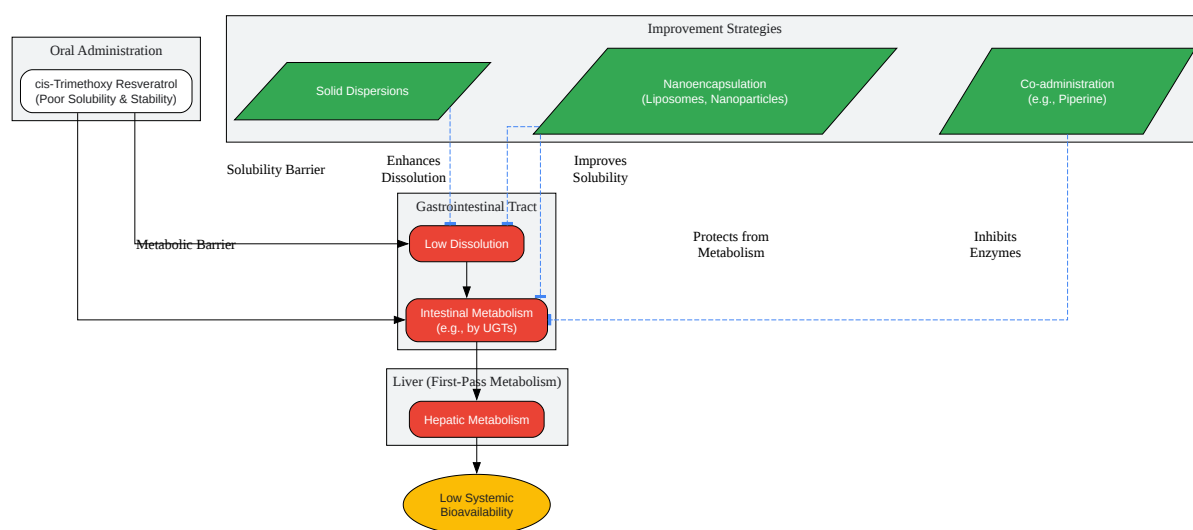 Improvement Strategies
Oral Administration
cis-Trimethoxy Resveratrol
(Poor Solubility & Stability)
Solid Dispersions
Nanoencapsulation
(Liposomes, Nanoparticles)
Co-administration
(e.g., Piperine)
Solubility Barrier
Enhances
Dissolution
Improves
Solubility
Gastrointestinal Tract
Metabolic Barrier
Low Dissolution
Protects from
Metabolism
Inhibits
Enzymes
Intestinal Metabolism
(e.g., by UGTs)
Liver (First-Pass Metabolism)
Hepatic Metabolism
Low Systemic
Bioavailability